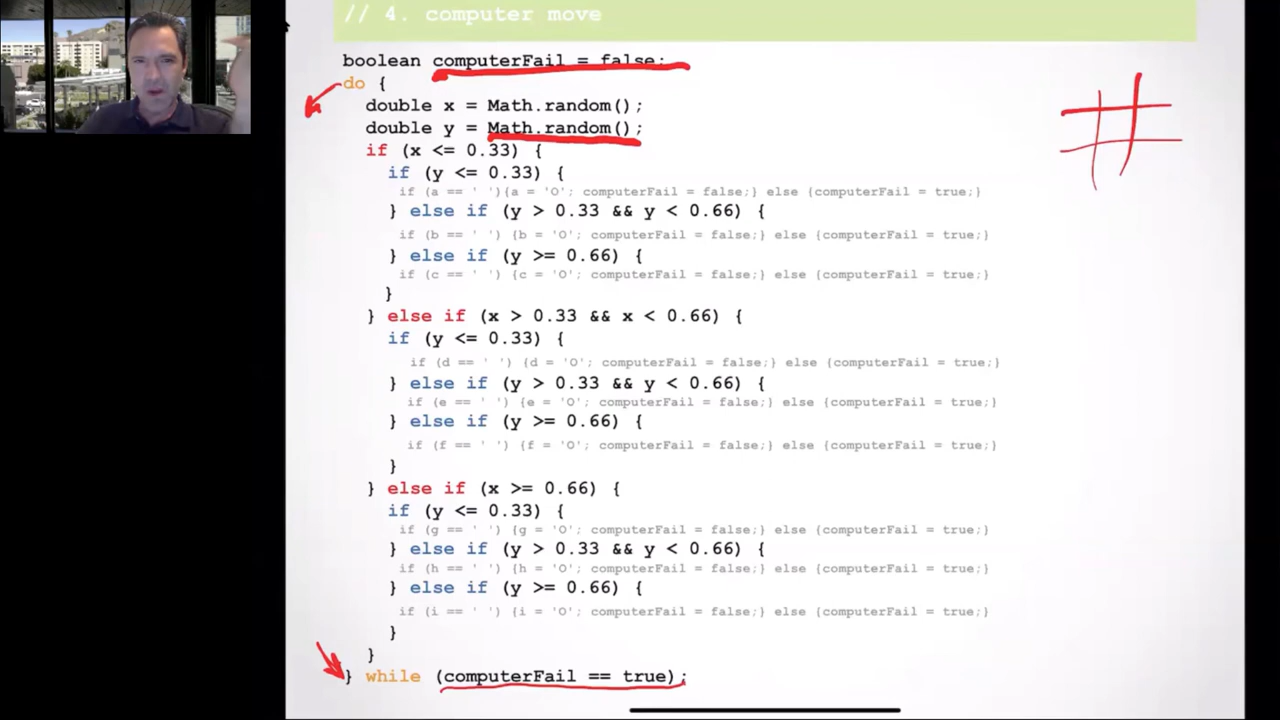 // 4. computer move
boolean computerFail = false;
do {
double x = Math.random();
double y = Math.random();
if (x <= 0.33) {
if (y <= 0.33) {
if (a == ' '){a = 'O'; computerFail = false;} else {computerFail = true;}
} else if (y > 0.33 && y < 0.66) {
if (b == ' ') {b = 'O'; computerFail = false;} else {computerFail = true;}
} else if (y >= 0.66) {
if (c == ' ') {c = 'O'; computerFail = false;} else {computerFail = true;}
}
} else if (x > 0.33 && x < 0.66) {
if (y <= 0.33) {
if (d == ' ') {d = 'O'; computerFail = false;} else {computerFail = true;}
} else if (y > 0.33 && y < 0.66) {
if (e == ' ') {e = 'O'; computerFail = false;} else {computerFail = true;}
} else if (y >= 0.66) {
if (f == ' ') {f = 'O'; computerFail = false;} else {computerFail = true;}
}
} else if (x >= 0.66) {
if (y <= 0.33) {
if (g == ' ') {g = 'O'; computerFail = false;} else {computerFail = true;}
} else if (y > 0.33 && y < 0.66) {
if (h == ' ') {h = 'O'; computerFail = false;} else {computerFail = true;}
} else if (y >= 0.66) {
if (i == ' ') {i = 'O'; computerFail = false;} else {computerFail = true;}
}
}
} while (computerFail == true);